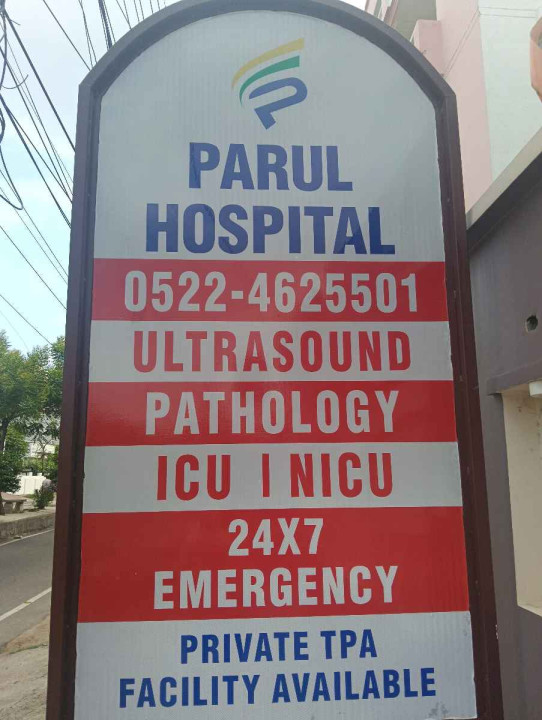 PARUL
HOSPITAL
0522-4625501
ULTRASOUND
PATHOLOGY
ICU I NICU
24X7
EMERGENCY
PRIVATE TPA
FACILITY AVAILABLE